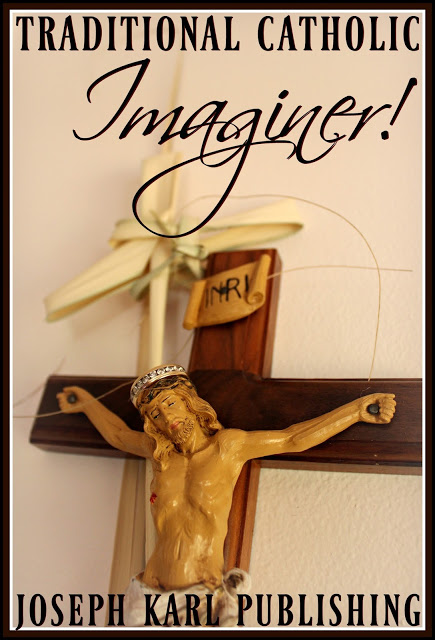 TRADITIONAL CATHOLIC
Imaginer!
INRI
JOSEPH KARL PUBLISHING